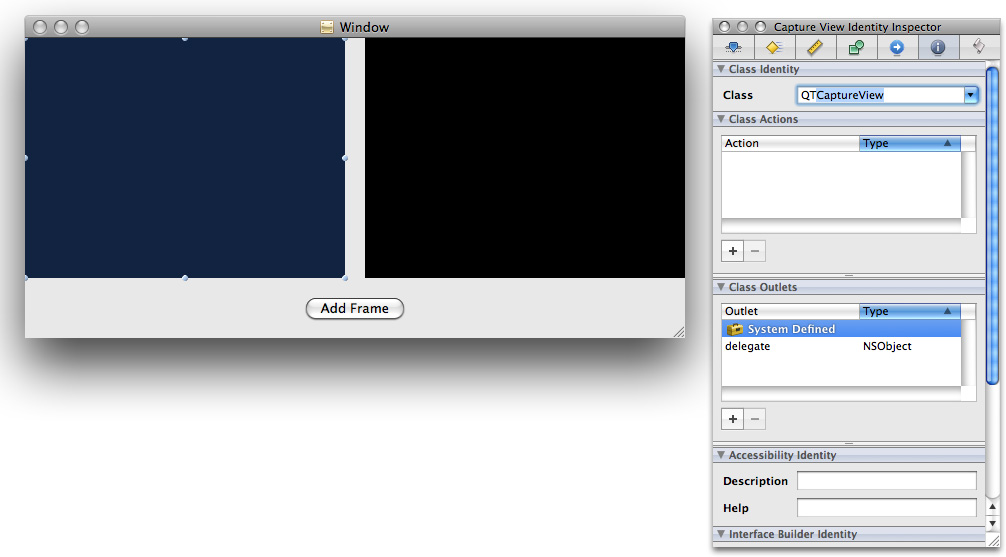 Window
Add Frame
Capture View Identity Inspector
Class Identity
Class QTCaptureView
Class Actions
Action Type
+ −
Class Outlets
Outlet Type
System Defined
delegate NSObject
+ −
Accessibility Identity
Description
Help
Interface Builder Identity